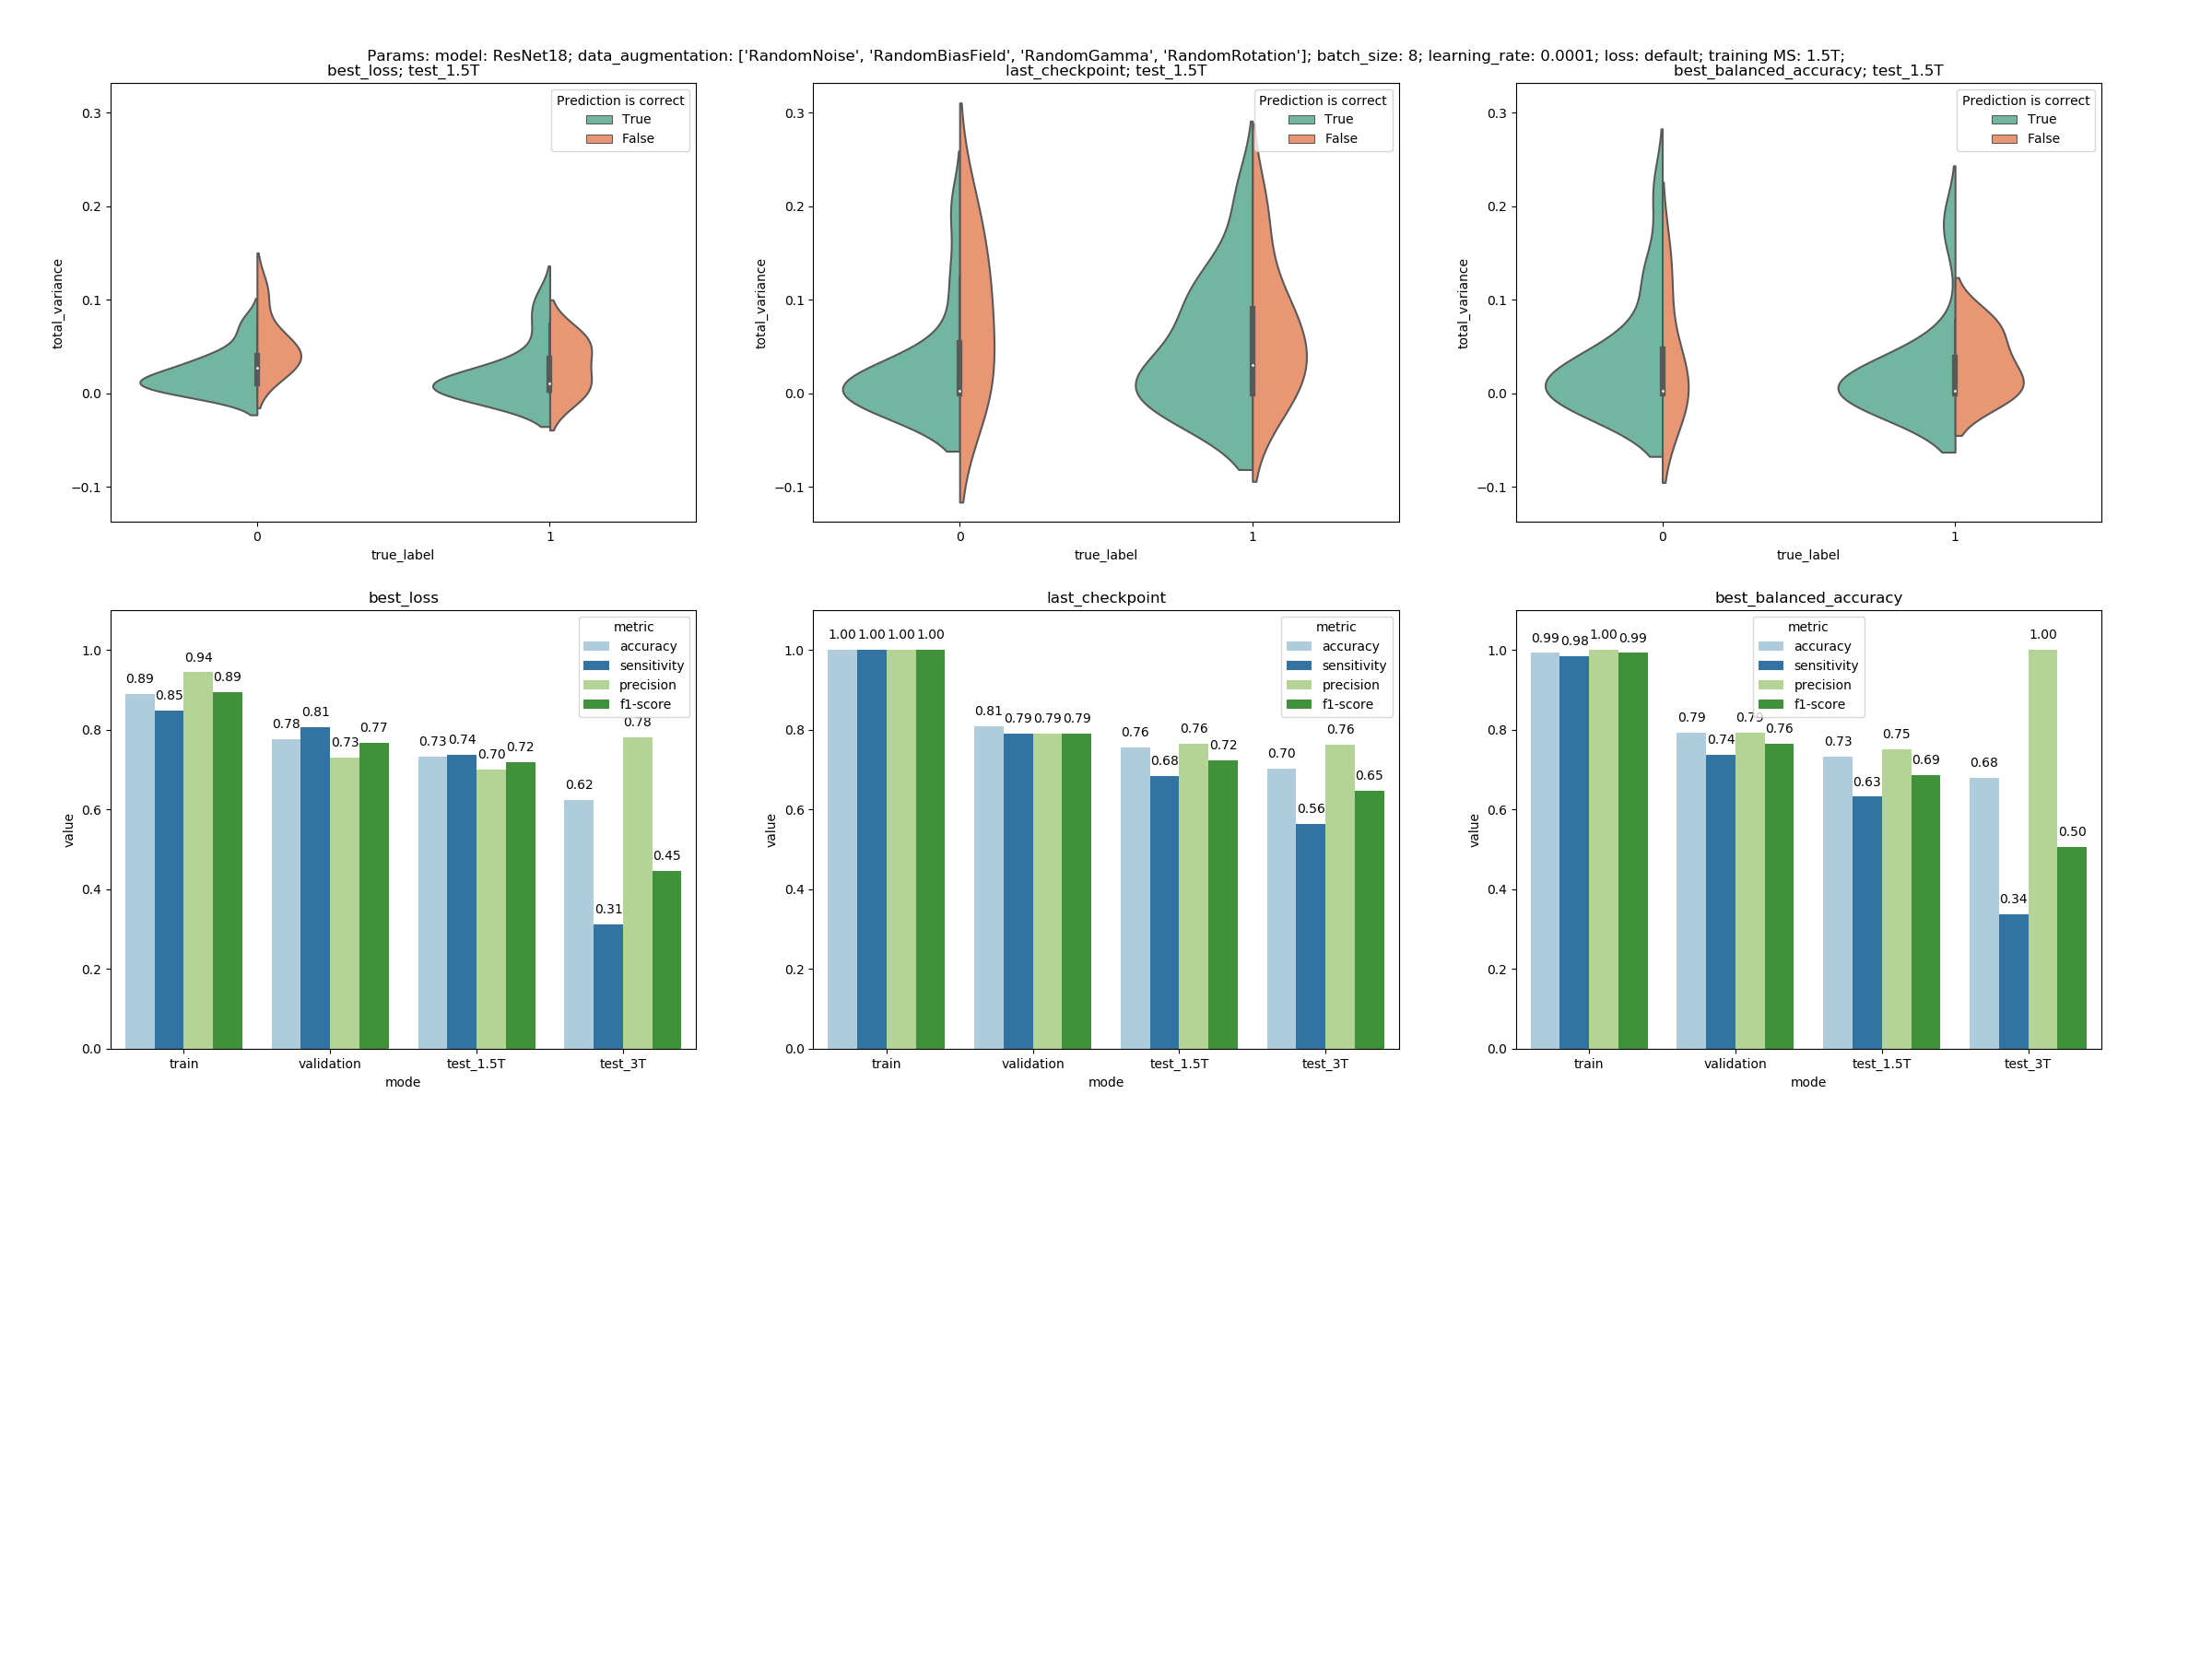 Params: model: ResNet18; data_augmentation: ['RandomNoise', 'RandomBiasField', 'RandomGamma', 'RandomRotation']; batch_size: 8; learning_rate: 0.0001; loss: default; training MS: 1.5T;
best_loss; test_1.5T
total_variance
0.3
0.2
0.1
0.0
−0.1
Prediction is correct
True
False
0
1
true_label
last_checkpoint; test_1.5T
total_variance
0.3
0.2
0.1
0.0
−0.1
Prediction is correct
True
False
0
1
true_label
best_balanced_accuracy; test_1.5T
total_variance
0.3
0.2
0.1
0.0
−0.1
Prediction is correct
True
False
0
1
true_label
best_loss
value
1.0
0.8
0.6
0.4
0.2
0.0
metric
accuracy
sensitivity
precision
f1-score
0.89
0.85
0.94
0.89
0.78
0.81
0.73
0.77
0.73
0.74
0.70
0.72
0.62
0.31
0.78
0.45
train
validation
test_1.5T
test_3T
mode
last_checkpoint
value
1.0
0.8
0.6
0.4
0.2
0.0
metric
accuracy
sensitivity
precision
f1-score
1.00
1.00
1.00
1.00
0.81
0.79
0.79
0.79
0.76
0.68
0.76
0.72
0.70
0.56
0.76
0.65
train
validation
test_1.5T
test_3T
mode
best_balanced_accuracy
value
1.0
0.8
0.6
0.4
0.2
0.0
metric
accuracy
sensitivity
precision
f1-score
0.99
0.98
1.00
0.99
0.79
0.74
0.79
0.76
0.73
0.63
0.75
0.69
0.68
0.34
1.00
0.50
train
validation
test_1.5T
test_3T
mode